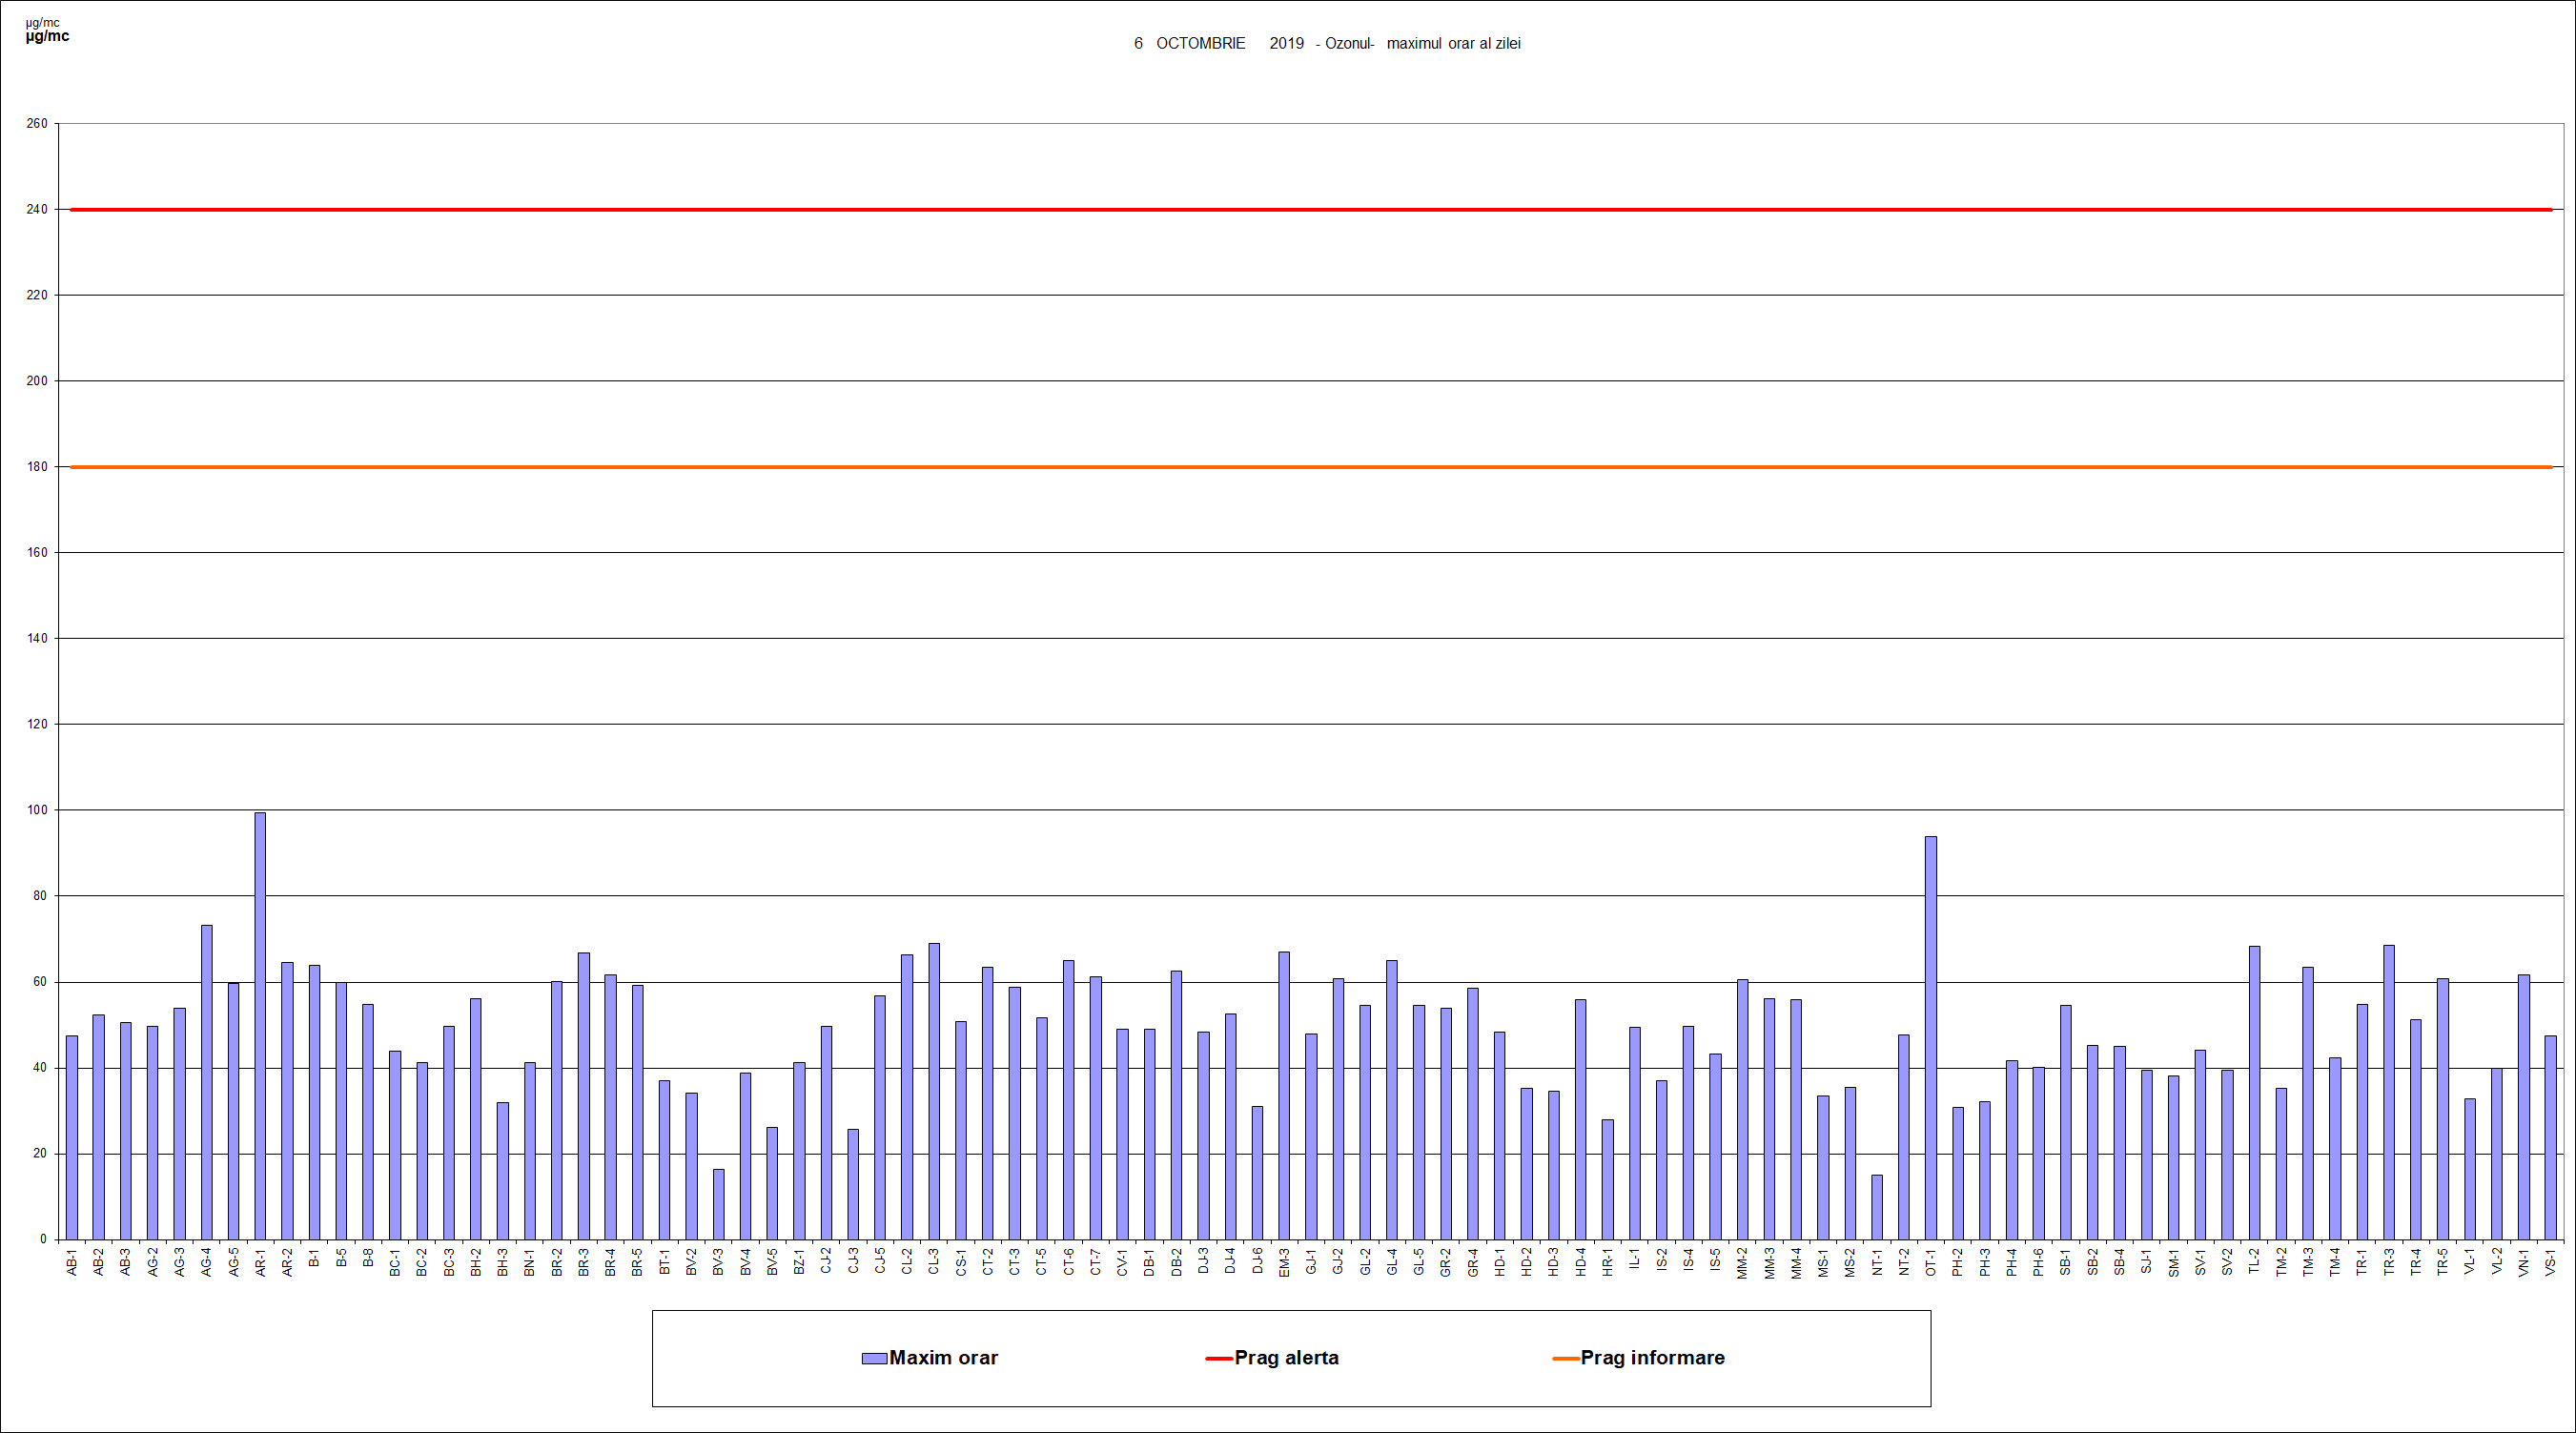 µg/mc
µg/mc
6 OCTOMBRIE 2019 - Ozonul- maximul orar al zilei
260
240
220
200
180
160
140
120
100
80
60
40
20
0
AB-1 AB-2 AB-3 AG-2 AG-3 AG-4 AG-5 AR-1 AR-2 B-1 B-5 B-8 BC-1 BC-2 BC-3 BH-2 BH-3 BN-1 BR-2 BR-3 BR-4 BR-5 BT-1 BV-2 BV-3 BV-4 BV-5 BZ-1 CJ-2 CJ-3 CJ-5 CL-2 CL-3 CS-1 CT-2 CT-3 CT-5 CT-6 CT-7 CV-1 DB-1 DB-2 DJ-3 DJ-4 DJ-6 EM-3 GJ-1 GJ-2 GL-2 GL-4 GL-5 GR-2 GR-4 HD-1 HD-2 HD-3 HD-4 HR-1 IL-1 IS-2 IS-4 IS-5 MM-2 MM-3 MM-4 MS-1 MS-2 NT-1 NT-2 OT-1 PH-2 PH-3 PH-4 PH-6 SB-1 SB-2 SB-4 SJ-1 SM-1 SV-1 SV-2 TL-2 TM-2 TM-3 TM-4 TR-1 TR-3 TR-4 TR-5 VL-1 VL-2 VN-1 VS-1
Maxim orar Prag alerta Prag informare